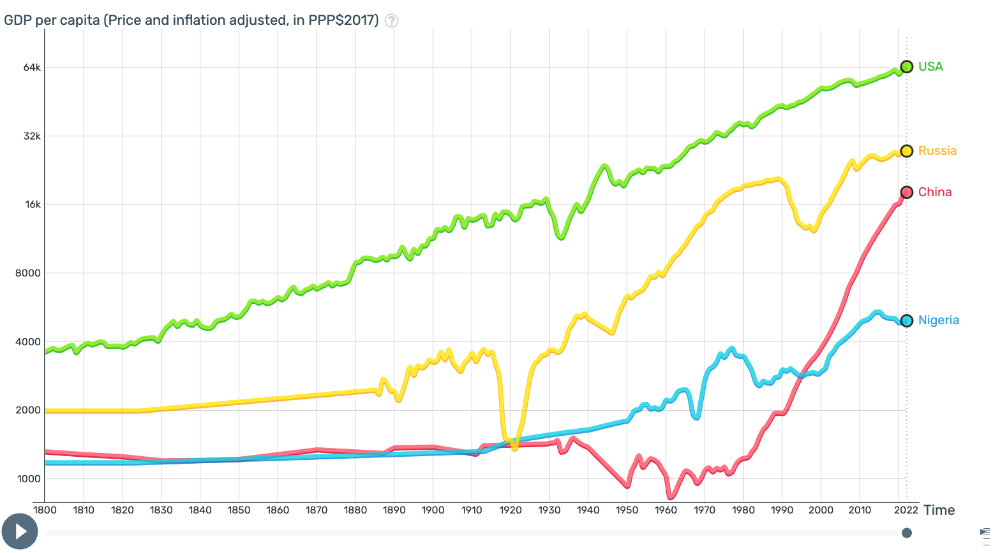 GDP per capita (Price and inflation adjusted, in PPP$2017) ?
64k
USA
32k
Russia
China
16k
8000
Nigeria
4000
2000
1000
1800 1810 1820 1830 1840 1850 1860 1870 1880 1890 1900 1910 1920 1930 1940 1950 1960 1970 1980 1990 2000 2010 2022 Time